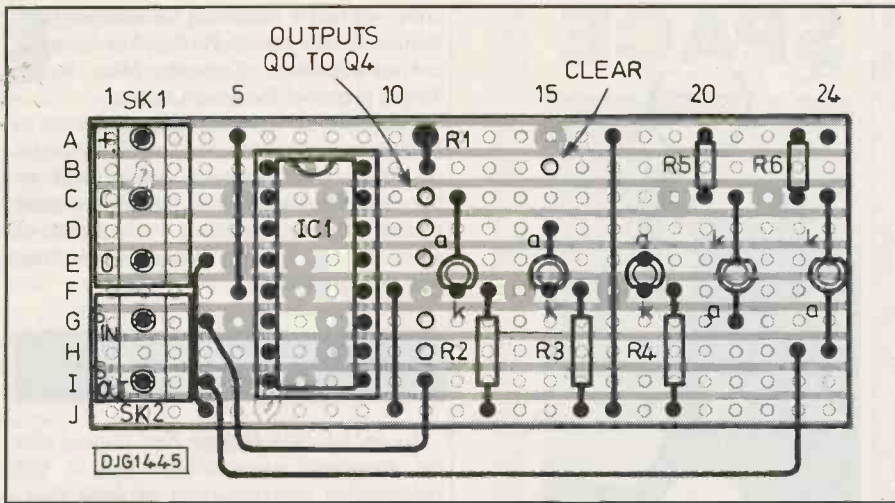 OUTPUTS
Q0 TO Q4
CLEAR
1 SK1 5 10 15 20 24
A + R1
B R5 R6
C C
D IC1
E 0 a a a k k
F
G IN k k k a a
H R2 R3 R4
I OUT
J SK2
DJG1445